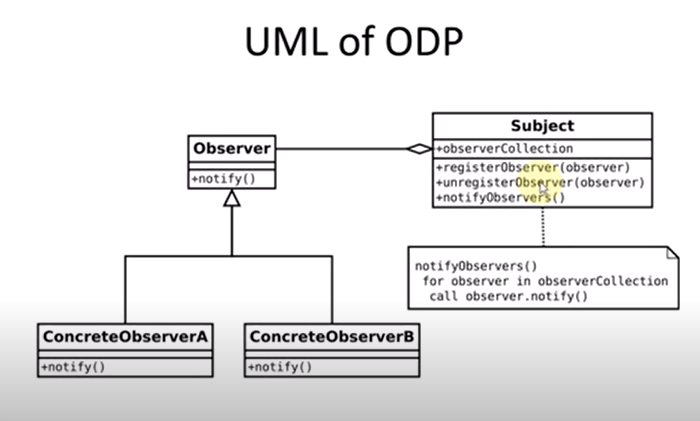 UML of ODP
Observer
+notify()
Subject
+observerCollection
+registerObserver(observer)
+unregisterObserver(observer)
+notifyObservers()
notifyObservers()
for observer in observerCollection
call observer.notify()
ConcreteObserverA
+notify()
ConcreteObserverB
+notify()